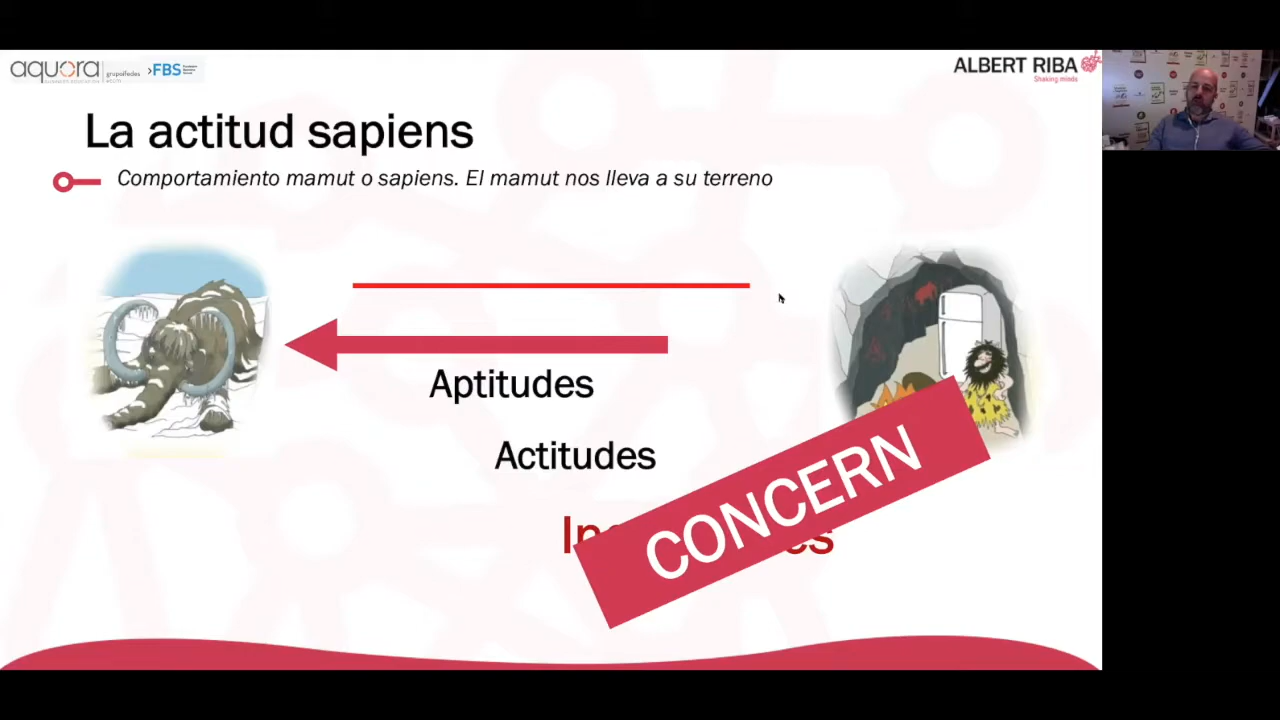 aquora
grupoifedes
›FBS
ALBERT RIBA
Shaking minds
La actitud sapiens
Comportamiento mamut o sapiens. El mamut nos lleva a su terreno
Aptitudes
Actitudes
CONCERN